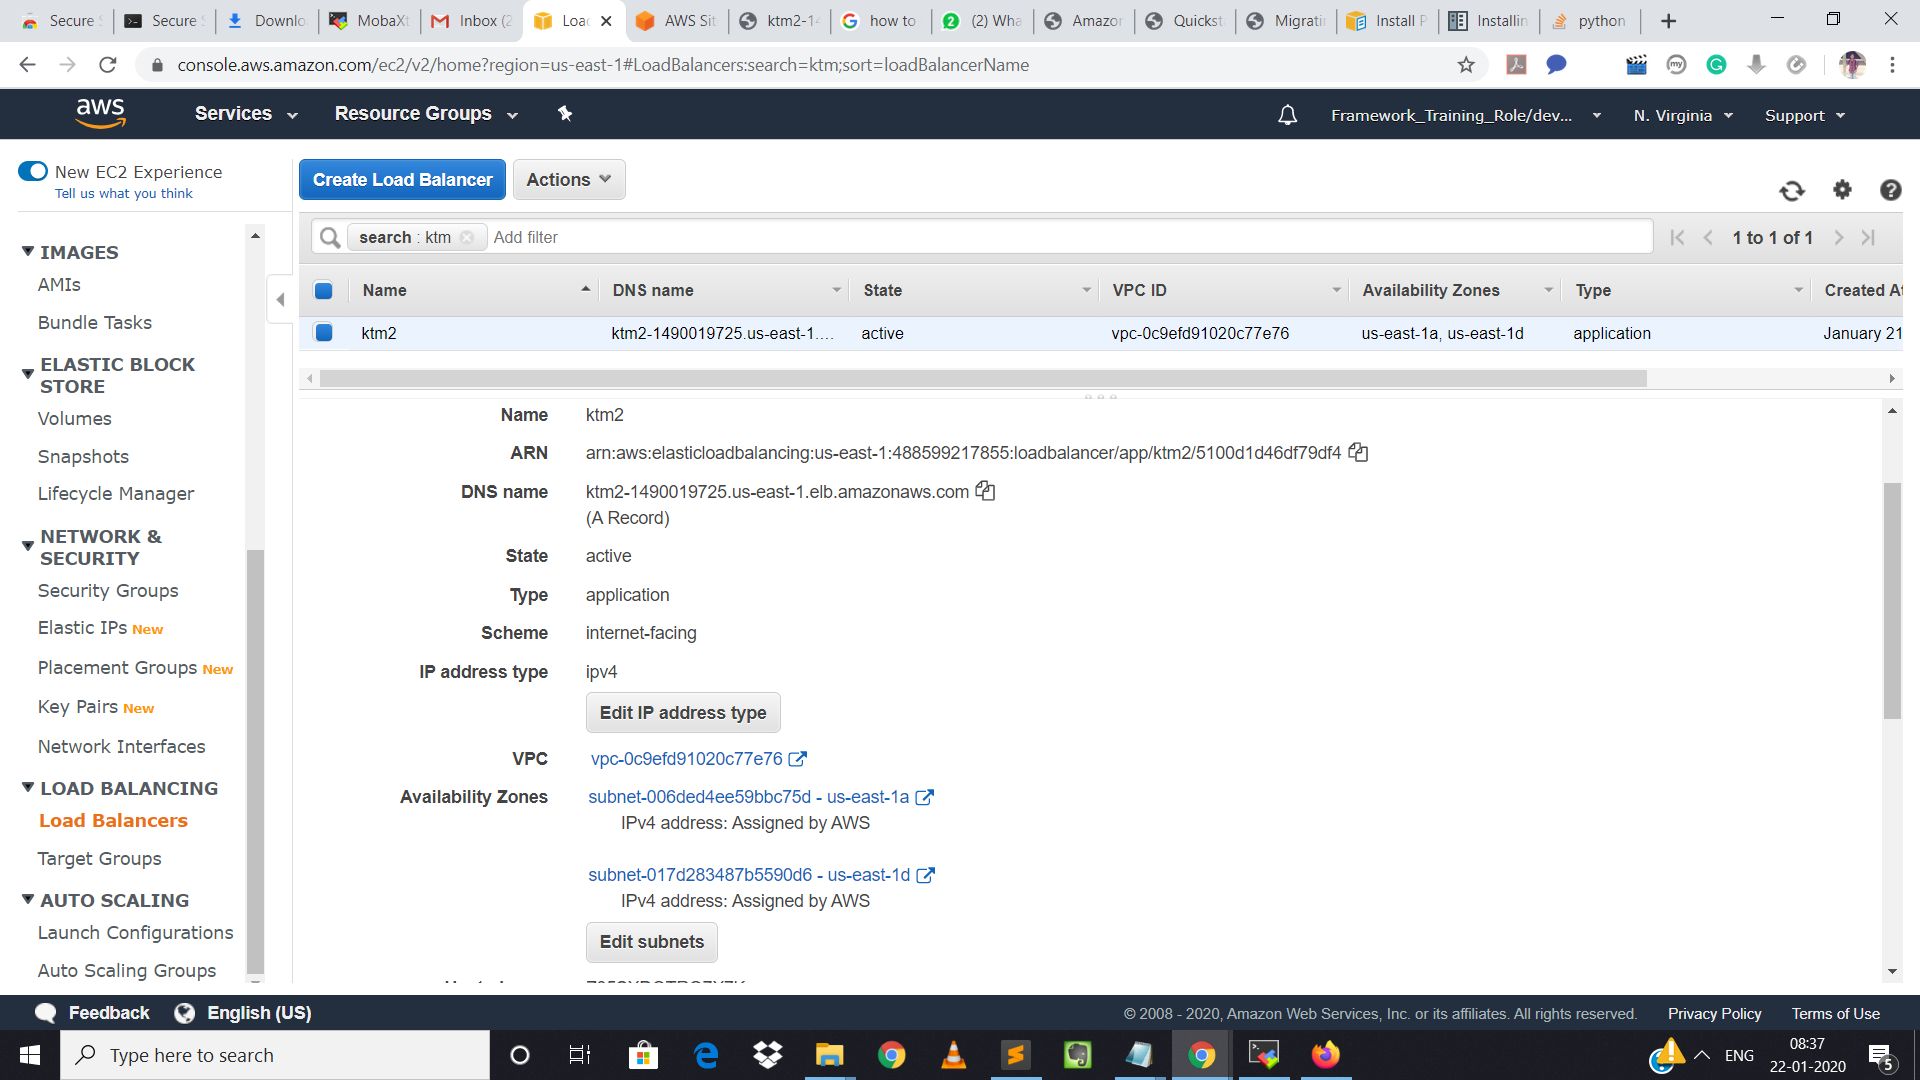 Secure
Secure
Downlo
MobaXt
Inbox (2
Loa
AWS Sit
ktm2-14
how to
(2) Wha
Amazon
Quickst
Migrati
Install P
Installin
python
console.aws.amazon.com/ec2/v2/home?region=us-east-1#LoadBalancers:search=ktm;sort=loadBalancerName
aws
Services
Resource Groups
Framework_Training_Role/dev...
N. Virginia
Support
New EC2 Experience
Tell us what you think
Create Load Balancer
Actions
search : ktm
Add filter
1 to 1 of 1
Name
DNS name
State
VPC ID
Availability Zones
Type
Created At
ktm2
ktm2-1490019725.us-east-1....
active
vpc-0c9efd91020c77e76
us-east-1a, us-east-1d
application
January 21
IMAGES
AMIs
Bundle Tasks
ELASTIC BLOCK
STORE
Volumes
Snapshots
Lifecycle Manager
NETWORK &
SECURITY
Security Groups
Elastic IPs New
Placement Groups New
Key Pairs New
Network Interfaces
LOAD BALANCING
Load Balancers
Target Groups
AUTO SCALING
Launch Configurations
Auto Scaling Groups
Name ktm2
ARN arn:aws:elasticloadbalancing:us-east-1:488599217855:loadbalancer/app/ktm2/5100d1d46df79df4
DNS name ktm2-1490019725.us-east-1.elb.amazonaws.com
(A Record)
State active
Type application
Scheme internet-facing
IP address type ipv4
Edit IP address type
VPC vpc-0c9efd91020c77e76
Availability Zones subnet-006ded4ee59bbc75d - us-east-1a
IPv4 address: Assigned by AWS
subnet-017d283487b5590d6 - us-east-1d
IPv4 address: Assigned by AWS
Edit subnets
Feedback
English (US)
© 2008 - 2020, Amazon Web Services, Inc. or its affiliates. All rights reserved.
Privacy Policy
Terms of Use
Type here to search
ENG
08:37
22-01-2020
5